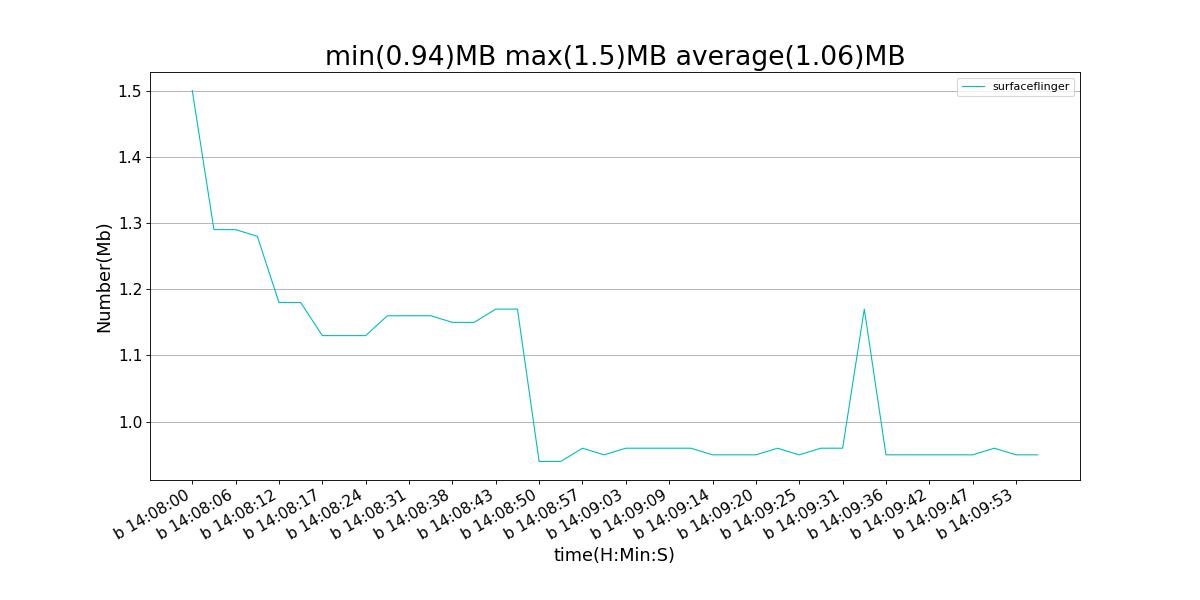 min(0.94)MB max(1.5)MB average(1.06)MB
surfaceflinger
1.5
1.4
1.3
1.2
1.1
1.0
Number(Mb)
b 14:08:00
b 14:08:06
b 14:08:12
b 14:08:17
b 14:08:24
b 14:08:31
b 14:08:38
b 14:08:43
b 14:08:50
b 14:08:57
b 14:09:03
b 14:09:09
b 14:09:14
b 14:09:20
b 14:09:25
b 14:09:31
b 14:09:36
b 14:09:42
b 14:09:47
b 14:09:53
time(H:Min:S)